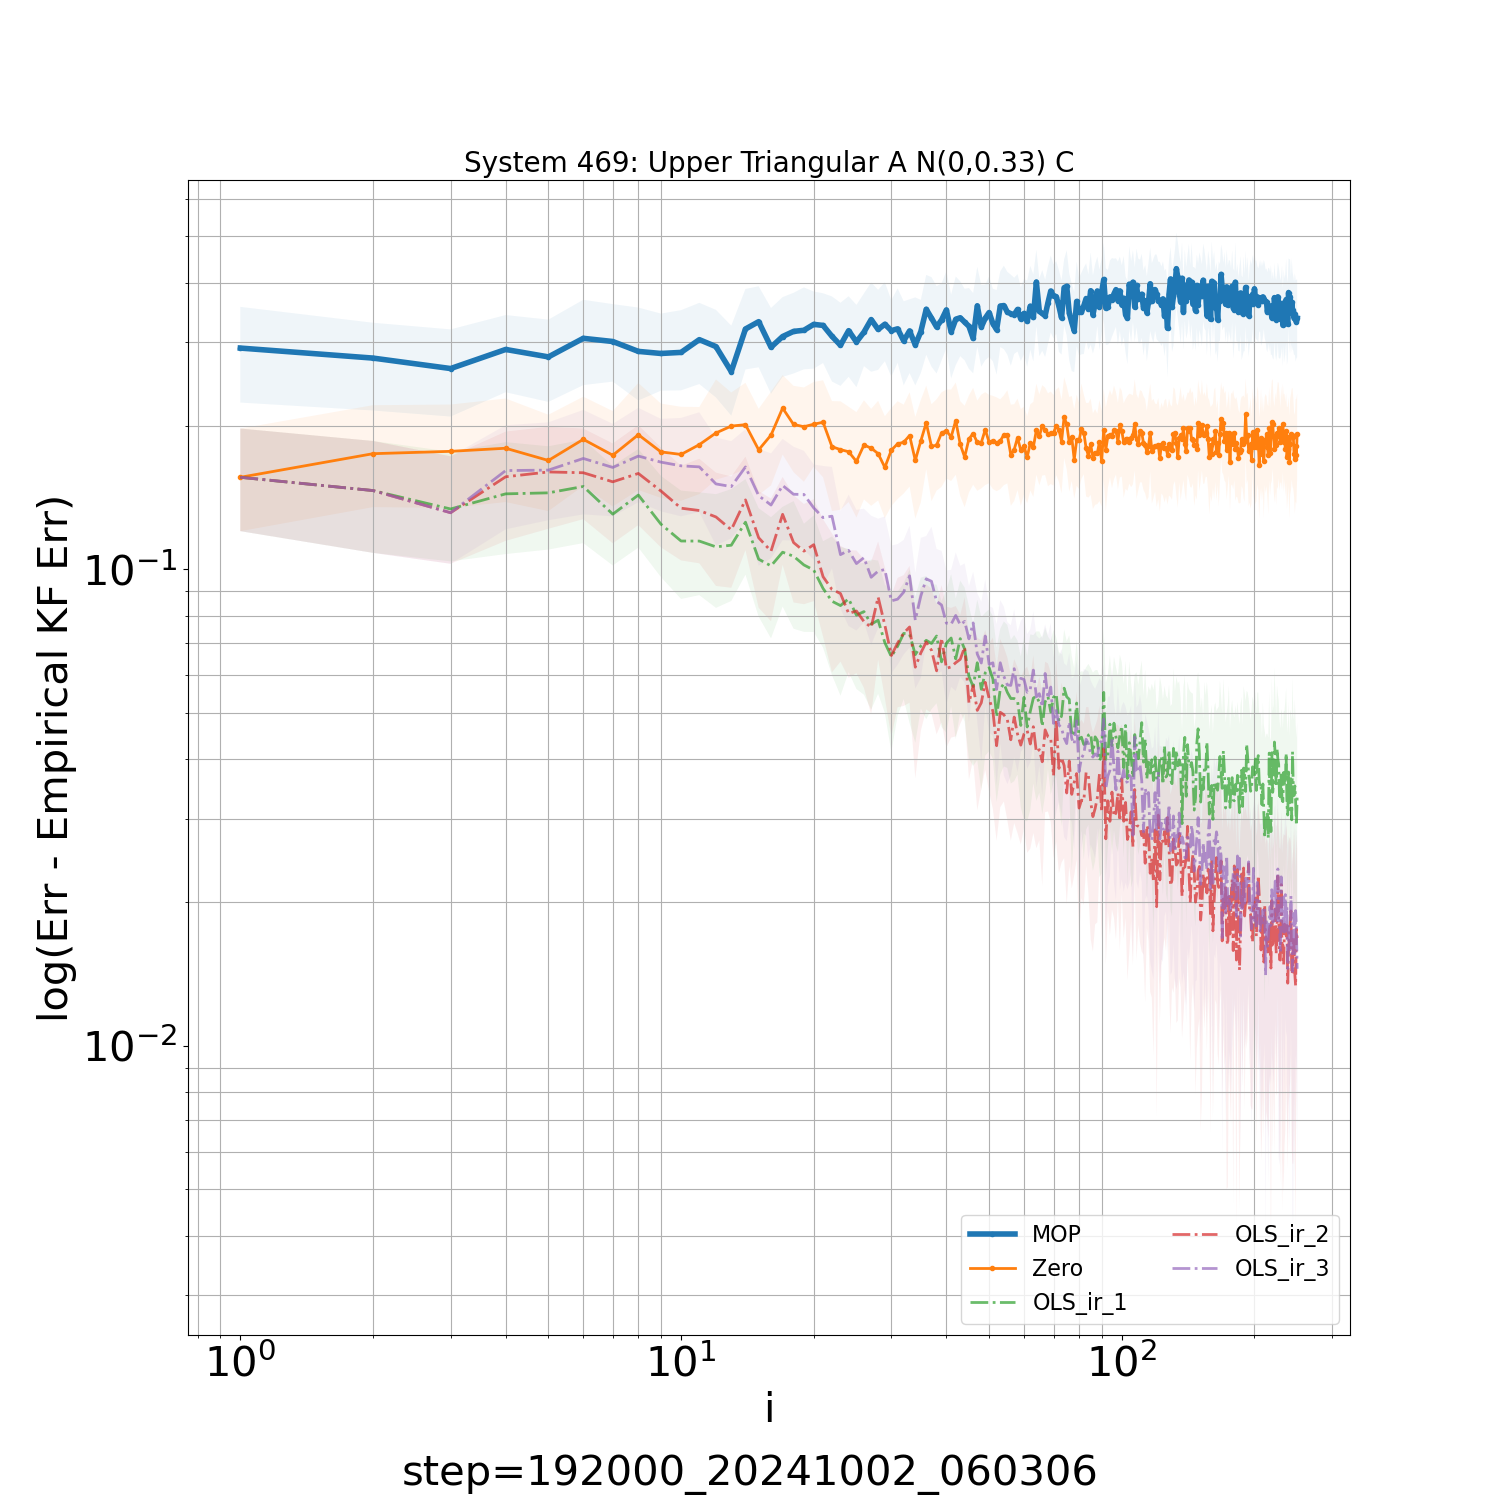 System 469: Upper Triangular A N(0,0.33) C
log(Err - Empirical KF Err)
10⁻¹
10⁻²
MOP
Zero
OLS_ir_1
OLS_ir_2
OLS_ir_3
10⁰ 10¹ 10²
i
step=192000_20241002_060306